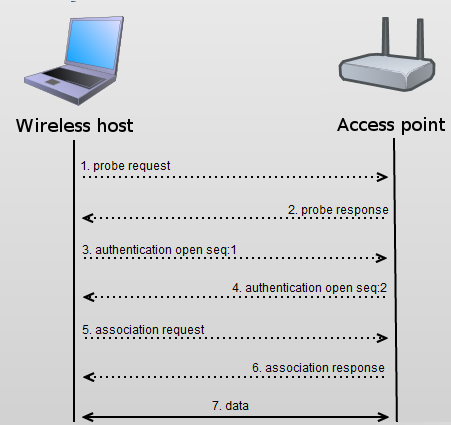 Wireless host
Access point
1. probe request
2. probe response
3. authentication open seq:1
4. authentication open seq:2
5. association request
6. association response
7. data